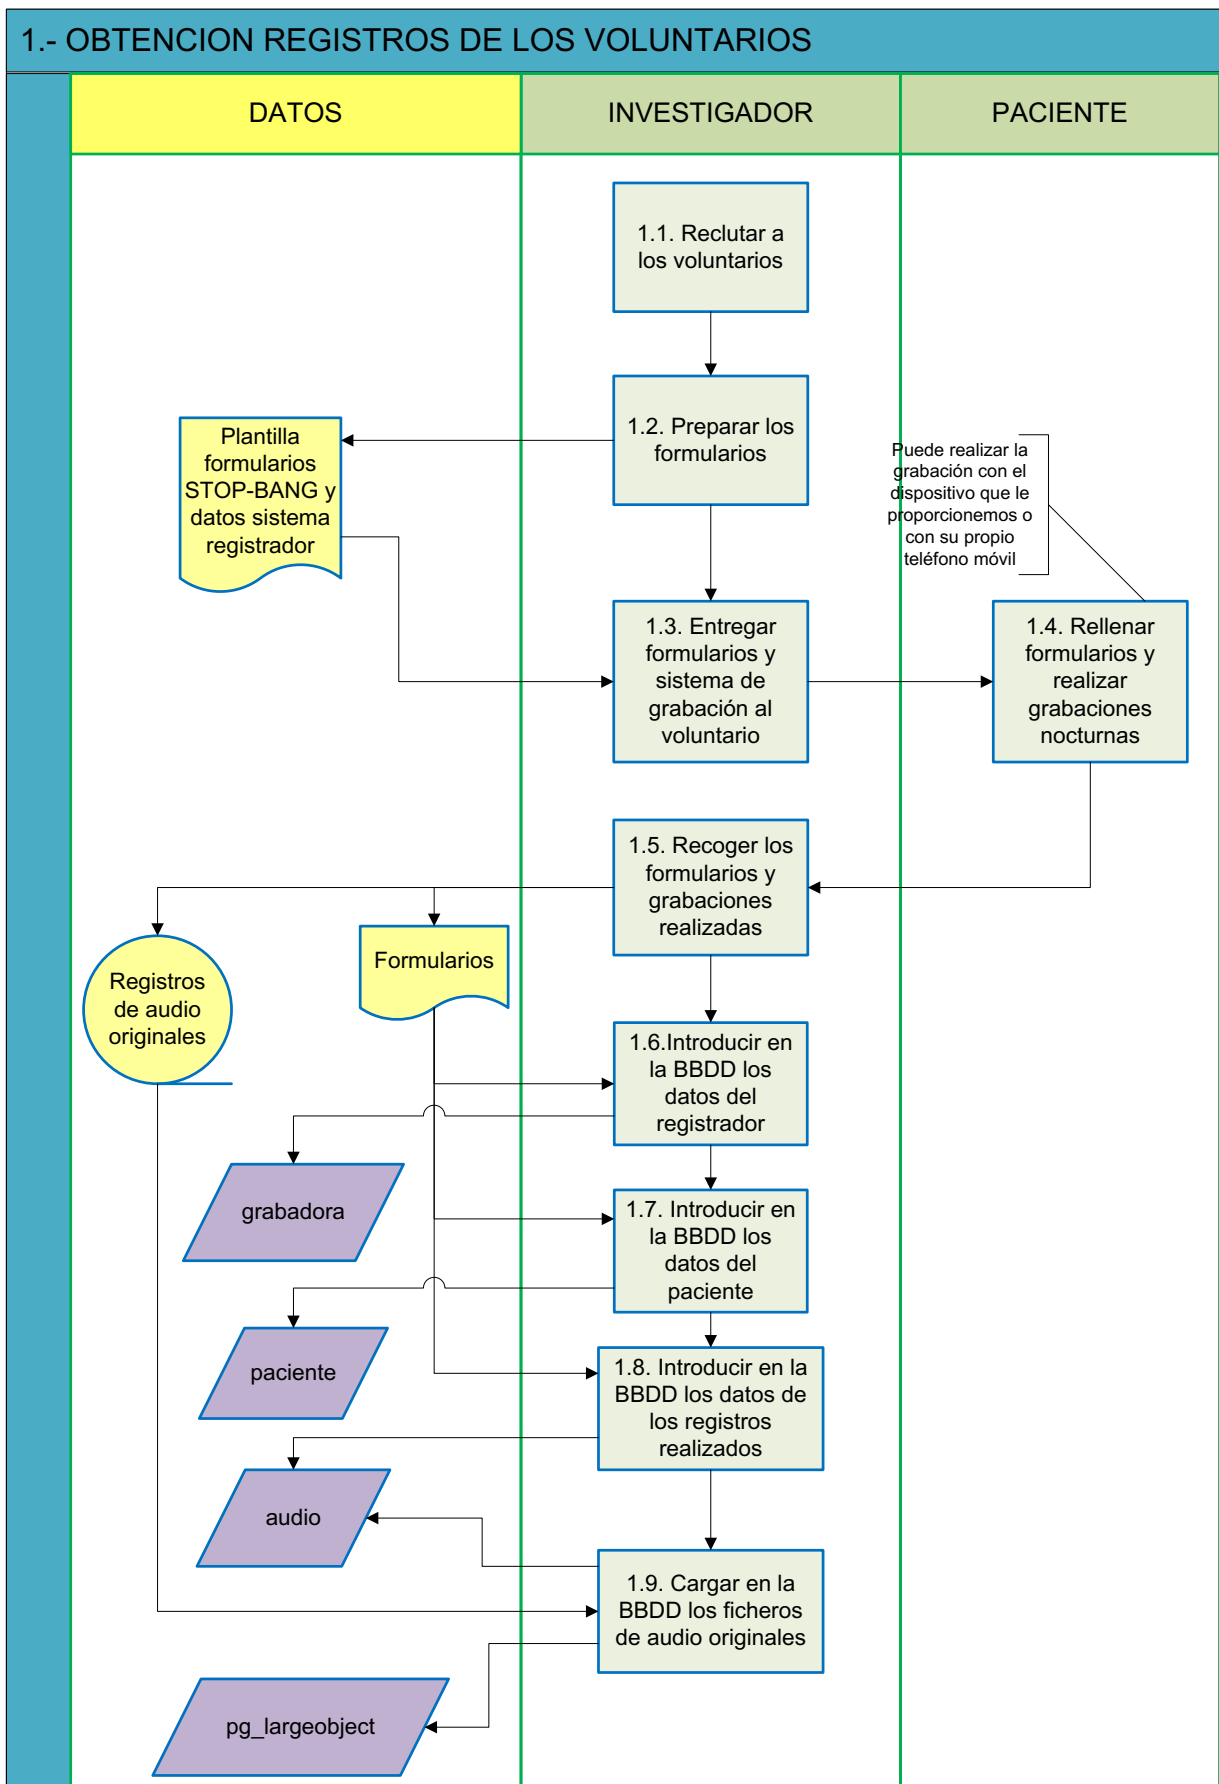 1.- OBTENCION REGISTROS DE LOS VOLUNTARIOS
DATOS
INVESTIGADOR
PACIENTE
1.1. Reclutar a
los voluntarios
1.2. Preparar los
formularios
Plantilla
formularios
STOP-BANG y
datos sistema
registrador
Puede realizar la
grabación con el
dispositivo que le
proporcionemos o
con su propio
teléfono móvil
1.3. Entregar
formularios y
sistema de
grabación al
voluntario
1.4. Rellenar
formularios y
realizar
grabaciones
nocturnas
1.5. Recoger los
formularios y
grabaciones
realizadas
Registros
de audio
originales
Formularios
1.6.Introducir en
la BBDD los
datos del
registrador
grabadora
1.7. Introducir en
la BBDD los
datos del
paciente
paciente
1.8. Introducir en la
BBDD los datos de
los registros
realizados
audio
1.9. Cargar en la
BBDD los ficheros
de audio originales
pg_largeobject